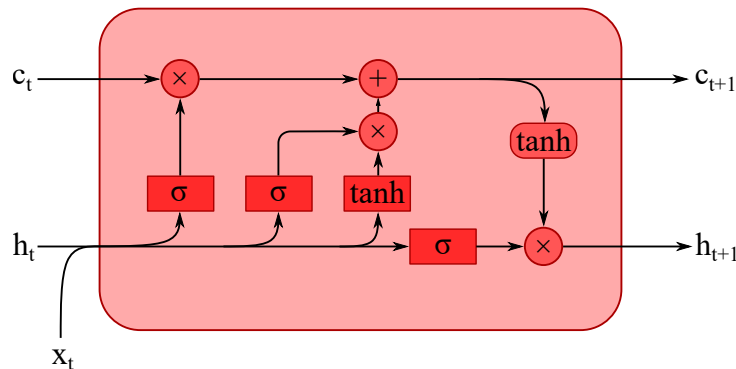 c_t × + c_{t+1}
×
tanh
σ σ tanh
h_t σ × h_{t+1}
x_t